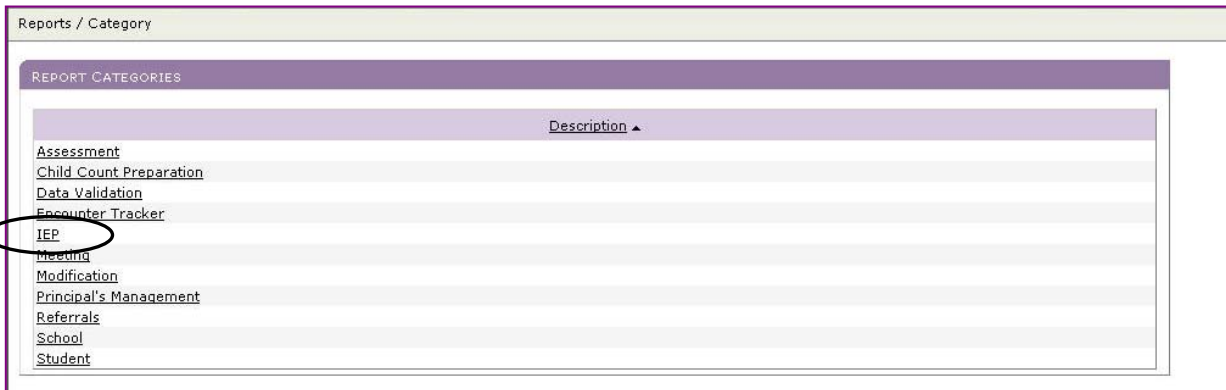 Reports / Category
REPORT CATEGORIES
Description ▲
Assessment
Child Count Preparation
Data Validation
Encounter Tracker
IEP
Meeting
Modification
Principal's Management
Referrals
School
Student